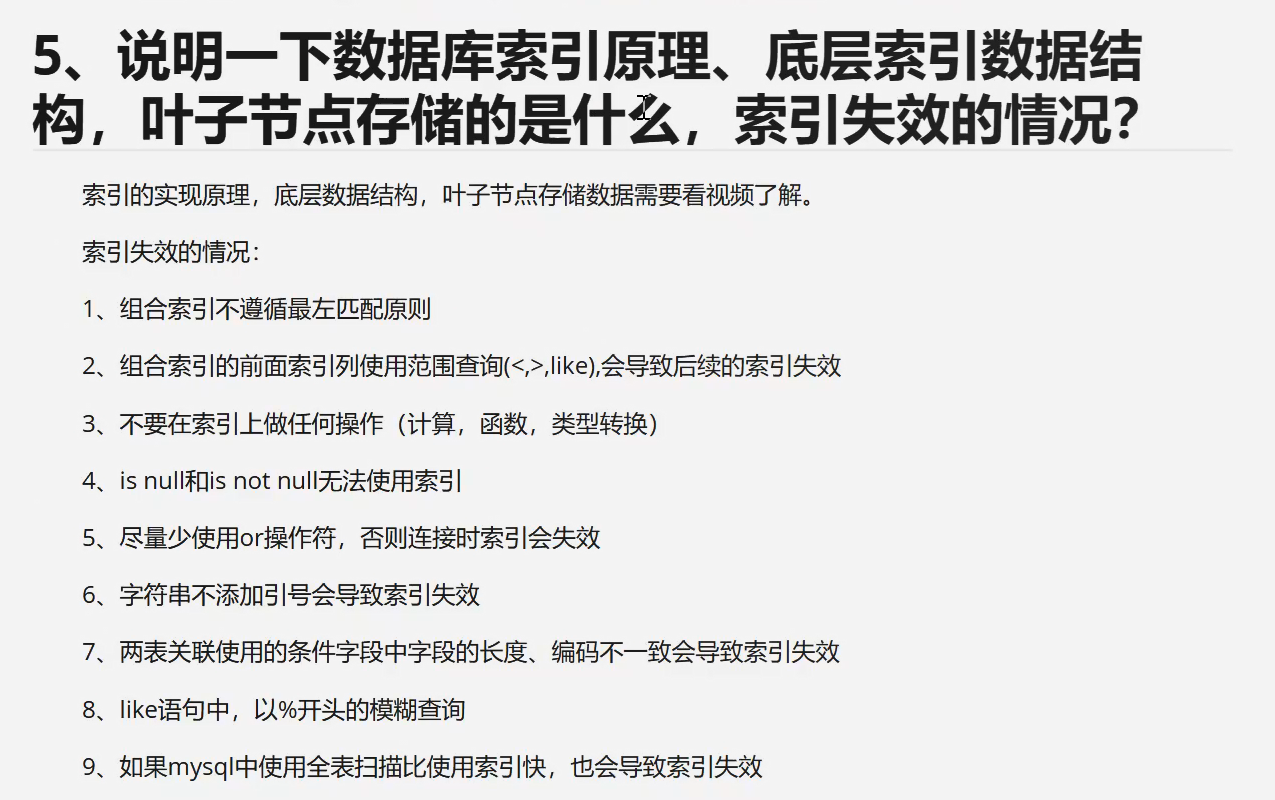 5、说明一下数据库索引原理、底层索引数据结
构，叶子节点存储的是什么，索引失效的情况？
索引的实现原理，底层数据结构，叶子节点存储数据需要看视频了解。
索引失效的情况：
1、组合索引不遵循最左匹配原则
2、组合索引的前面索引列使用范围查询(<,>,like),会导致后续的索引失效
3、不要在索引上做任何操作（计算，函数，类型转换）
4、is null和is not null无法使用索引
5、尽量少使用or操作符，否则连接时索引会失效
6、字符串不添加引号会导致索引失效
7、两表关联使用的条件字段中字段的长度、编码不一致会导致索引失效
8、like语句中，以%开头的模糊查询
9、如果mysql中使用全表扫描比使用索引快，也会导致索引失效